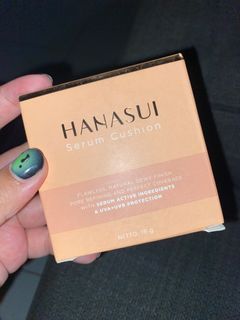 HANASUI
Serum Cushion
FLAWLESS, NATURAL DEWY FINISH
PORE REFINING AND PERFECT COVERAGE
WITH SERUM ACTIVE INGREDIENTS
& UVA+UVB PROTECTION
NETTO. 15 g